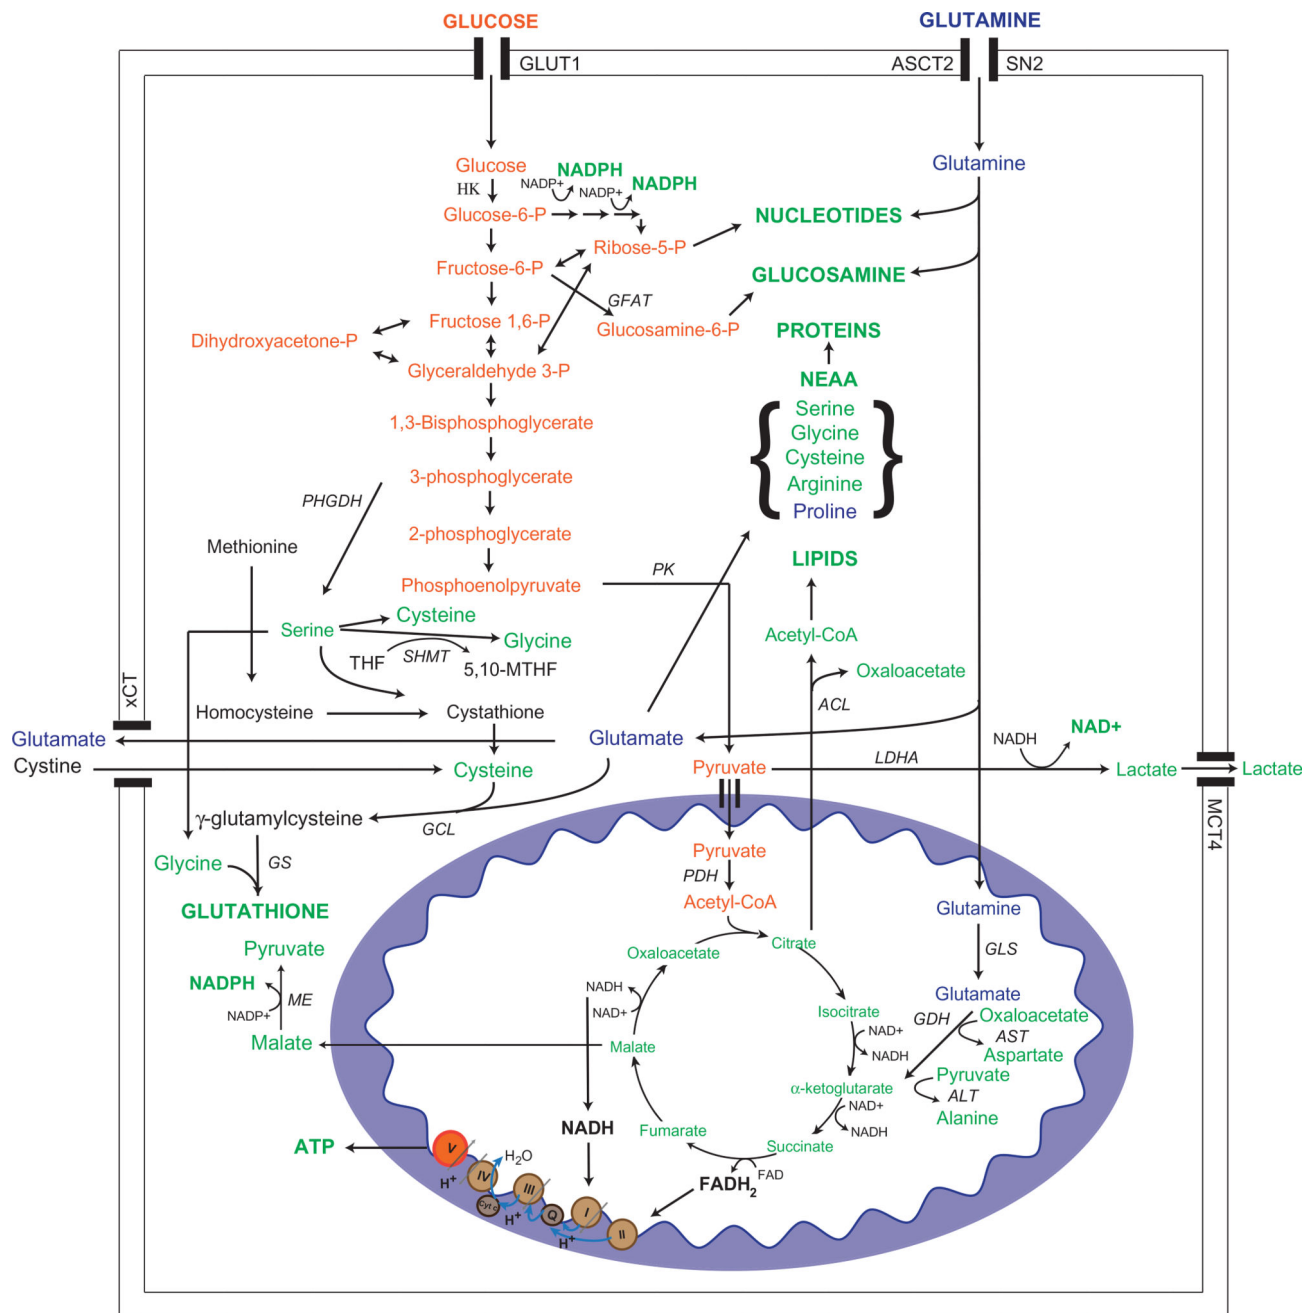 GLUCOSE
GLUTAMINE
GLUT1
ASCT2
SN2
Glucose
HK
NADP+
NADPH
NADP+
NADPH
Glutamine
Glucose-6-P
NUCLEOTIDES
Ribose-5-P
Fructose-6-P
GLUCOSAMINE
GFAT
Fructose 1,6-P
Glucosamine-6-P
Dihydroxyacetone-P
PROTEINS
Glyceraldehyde 3-P
NEAA
Serine
Glycine
Cysteine
Arginine
Proline
1,3-Bisphosphoglycerate
3-phosphoglycerate
PHGDH
2-phosphoglycerate
Methionine
LIPIDS
Phosphoenolpyruvate
PK
Cysteine
Serine
Glycine
Acetyl-CoA
THF
SHMT
5,10-MTHF
Oxaloacetate
ACL
xCT
Homocysteine
Cystathione
Glutamate
Glutamate
NADH
NAD+
Cystine
Cysteine
Pyruvate
LDHA
Lactate
Lactate
MCT4
γ-glutamylcysteine
GCL
Glycine
GS
Pyruvate
PDH
GLUTATHIONE
Acetyl-CoA
Glutamine
Pyruvate
Oxaloacetate
Citrate
GLS
NADPH
NADP+
ME
NADH
NAD+
Glutamate
Isocitrate
GDH
Oxaloacetate
AST
Aspartate
NAD+
NADH
Malate
Malate
Pyruvate
ALT
Alanine
α-ketoglutarate
NAD+
NADH
Fumarate
Succinate
NADH
FAD
FADH2
ATP
V
H2O
H+
IV
Cyt c
III
H+
Q
I
H+
II